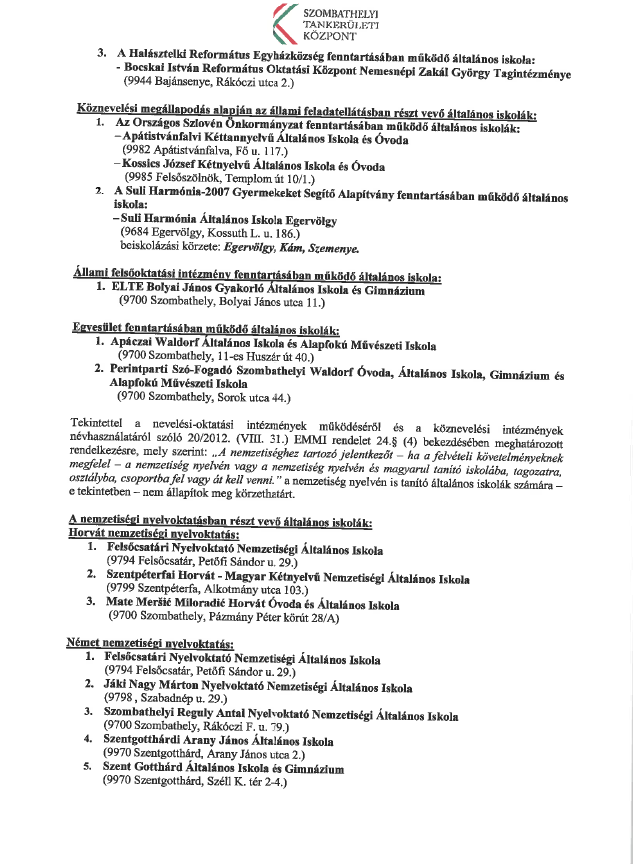 SZOMBATHELYI
TANKERÜLETI
KÖZPONT
3. A Halásztelki Református Egyházközség fenntartásában működő általános iskola:
- Bocskai István Református Oktatási Központ Nemesnépi Zakál György Tagintézménye
(9944 Bajánsenye, Rákóczi utca 2.)
Köznevelési megállapodás alapján az állami feladatellátásban részt vevő általános iskolák:
1. Az Országos Szlovén Önkormányzat fenntartásában működő általános iskolák:
– Apátistvánfalvi Kéttannyelvű Általános Iskola és Óvoda
(9982 Apátistvánfalva, Fő u. 117.)
– Kossics József Kétnyelvű Általános Iskola és Óvoda
(9985 Felsőszölnök, Templom út 10/1.)
2. A Suli Harmónia-2007 Gyermekeket Segítő Alapítvány fenntartásában működő általános
iskola:
– Suli Harmónia Általános Iskola Egervölgy
(9684 Egervölgy, Kossuth L. u. 186.)
beiskolázási körzete: Egervölgy, Kám, Szemenye.
Állami felsőoktatási intézmény fenntartásában működő általános iskola:
1. ELTE Bolyai János Gyakorló Általános Iskola és Gimnázium
(9700 Szombathely, Bolyai János utca 11.)
Egyesület fenntartásában működő általános iskolák:
1. Apáczai Waldorf Általános Iskola és Alapfokú Művészeti Iskola
(9700 Szombathely, 11-es Huszár út 40.)
2. Perintparti Szó-Fogadó Szombathelyi Waldorf Óvoda, Általános Iskola, Gimnázium és
Alapfokú Művészeti Iskola
(9700 Szombathely, Sorok utca 44.)
Tekintettel a nevelési-oktatási intézmények működéséről és a köznevelési intézmények
névhasználatáról szóló 20/2012. (VIII. 31.) EMMI rendelet 24.§ (4) bekezdésében meghatározott
rendelkezésre, mely szerint: „A nemzetiséghez tartozó jelentkezőt – ha a felvételi követelményeknek
megfelel – a nemzetiség nyelvén vagy a nemzetiség nyelvén és magyarul tanító iskolába, tagozatra,
osztályba, csoportba fel vagy át kell venni.” a nemzetiség nyelvén is tanító általános iskolák számára –
e tekintetben – nem állapítok meg körzethatárt.
A nemzetiségi nyelvoktatásban részt vevő általános iskolák:
Horvát nemzetiségi nyelvoktatás:
1. Felsőcsatári Nyelvoktató Nemzetiségi Általános Iskola
(9794 Felsőcsatár, Petőfi Sándor u. 29.)
2. Szentpéterfai Horvát - Magyar Kétnyelvű Nemzetiségi Általános Iskola
(9799 Szentpéterfa, Alkotmány utca 103.)
3. Mate Meršić Miloradić Horvát Óvoda és Általános Iskola
(9700 Szombathely, Pázmány Péter körút 28/A)
Német nemzetiségi nyelvoktatás:
1. Felsőcsatári Nyelvoktató Nemzetiségi Általános Iskola
(9794 Felsőcsatár, Petőfi Sándor u. 29.)
2. Jáki Nagy Márton Nyelvoktató Nemzetiségi Általános Iskola
(9798 , Szabadnép u. 29.)
3. Szombathelyi Reguly Antal Nyelvoktató Nemzetiségi Általános Iskola
(9700 Szombathely, Rákóczi F. u. 79.)
4. Szentgotthárdi Arany János Általános Iskola
(9970 Szentgotthárd, Arany János utca 2.)
5. Szent Gotthárd Általános Iskola és Gimnázium
(9970 Szentgotthárd, Széll K. tér 2-4.)